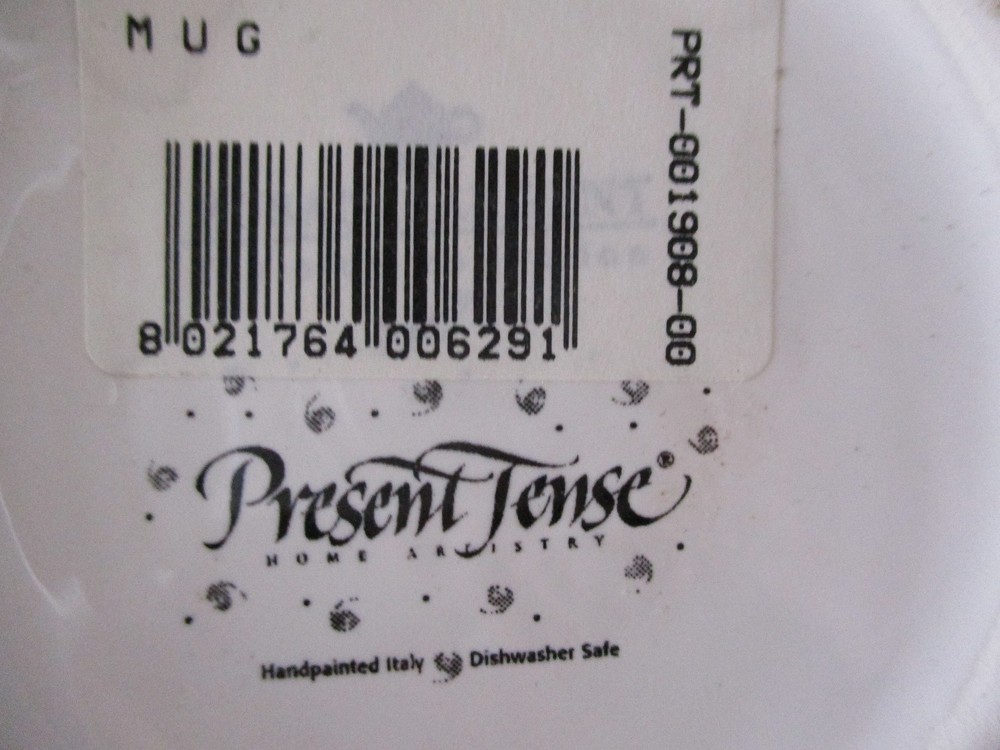 MUG
PRT-001908-00
8 021764 006291
Present Tense®
HOME ARTISTRY
Handpainted Italy Dishwasher Safe